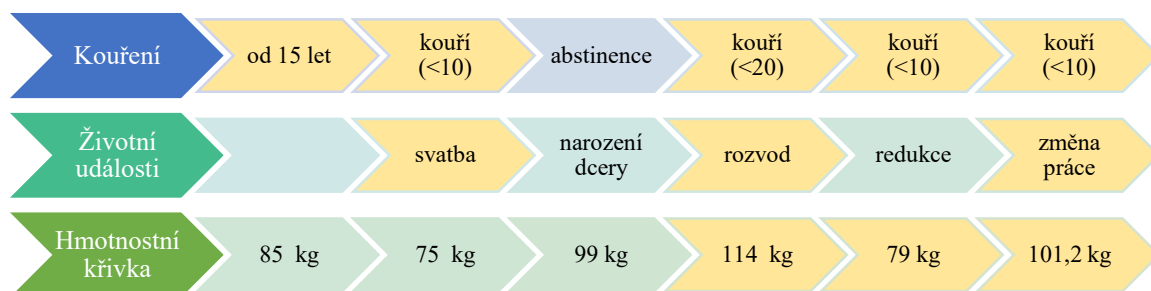 Kouření
od 15 let
kouří
(<10)
abstinence
kouří
(<20)
kouří
(<10)
kouří
(<10)
Životní
události
svatba
narození
dcery
rozvod
redukce
změna
práce
Hmotnostní
křivka
85 kg
75 kg
99 kg
114 kg
79 kg
101,2 kg